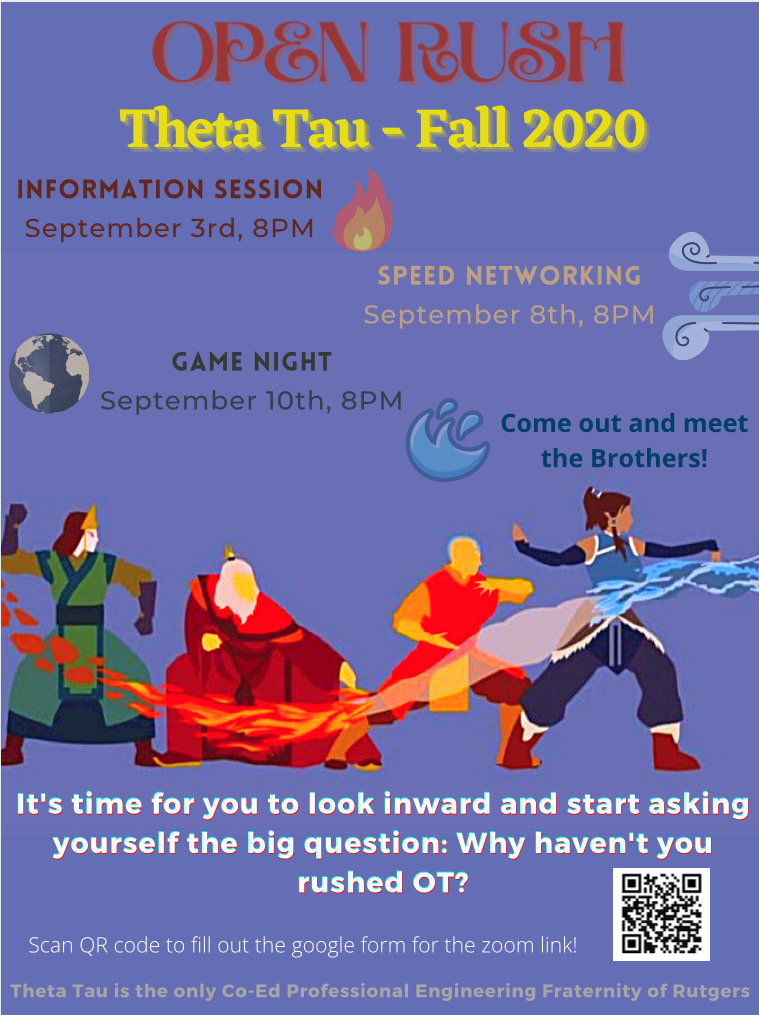 OPEN RUSH
Theta Tau - Fall 2020
INFORMATION SESSION
September 3rd, 8PM
SPEED NETWORKING
September 8th, 8PM
GAME NIGHT
September 10th, 8PM
Come out and meet
the Brothers!
It's time for you to look inward and start asking
yourself the big question: Why haven't you
rushed OT?
Scan QR code to fill out the google form for the zoom link!
Theta Tau is the only Co-Ed Professional Engineering Fraternity of Rutgers